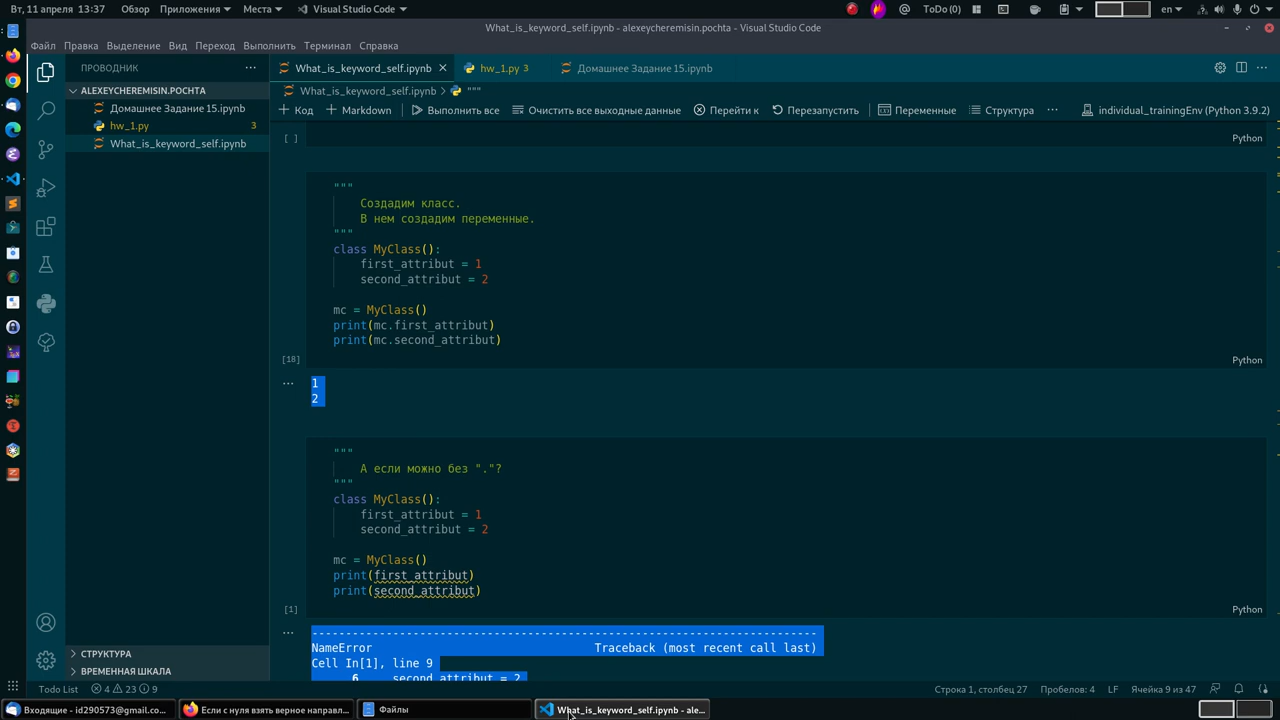 Вт, 11 апреля 13:37
Обзор
Приложения
Места
Visual Studio Code
ToDo (0)
en
What_is_keyword_self.ipynb - alexeycheremisin.pochta - Visual Studio Code
Файл Правка Выделение Вид Переход Выполнить Терминал Справка
ПРОВОДНИК
What_is_keyword_self.ipynb
hw_1.py 3
Домашнее Задание 15.ipynb
ALEXEYCHEREMISIN.POCHTA
What_is_keyword_self.ipynb > """
Домашнее Задание 15.ipynb
hw_1.py 3
What_is_keyword_self.ipynb
+ Код + Markdown Выполнить все Очистить все выходные данные Перейти к Перезапустить Переменные Структура ... individual_trainingEnv (Python 3.9.2)
[ ] Python
"""
Создадим класс.
В нем создадим переменные.
"""
class MyClass():
first_attribut = 1
second_attribut = 2
mc = MyClass()
print(mc.first_attribut)
print(mc.second_attribut)
[18] Python
1
2
"""
А если можно без "."?
"""
class MyClass():
first_attribut = 1
second_attribut = 2
mc = MyClass()
print(first_attribut)
print(second_attribut)
[1] Python
---------------------------------------------------------------------------
NameError Traceback (most recent call last)
Cell In[1], line 9
6 second_attribut = 2
СТРУКТУРА
ВРЕМЕННАЯ ШКАЛА
Todo List 4 23 9 Строка 1, столбец 27 Пробелов: 4 LF Ячейка 9 из 47
Входящие - id290573@gmail.co...
Если с нуля взять верное направл...
Файлы
What_is_keyword_self.ipynb - ale...